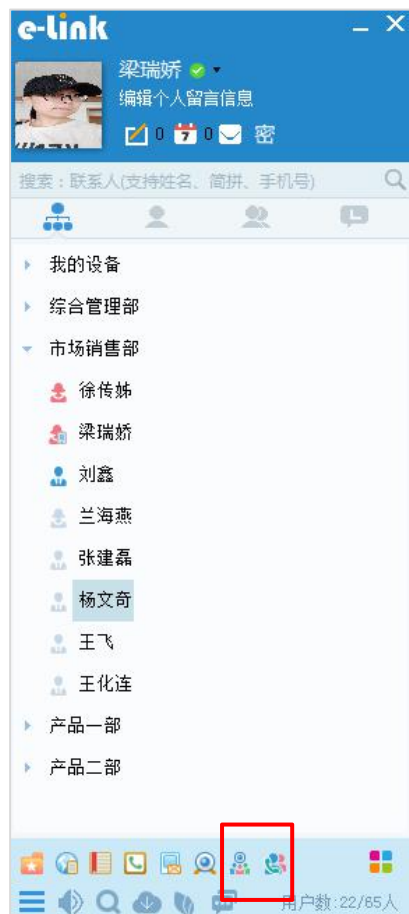 e-link
梁瑞娇
编辑个人留言信息
0 7 0 密
搜索：联系人(支持姓名、简拼、手机号)
我的设备
综合管理部
市场销售部
徐传姊
梁瑞娇
刘鑫
兰海燕
张建磊
杨文奇
王飞
王化连
产品一部
产品二部
用户数:22/65人